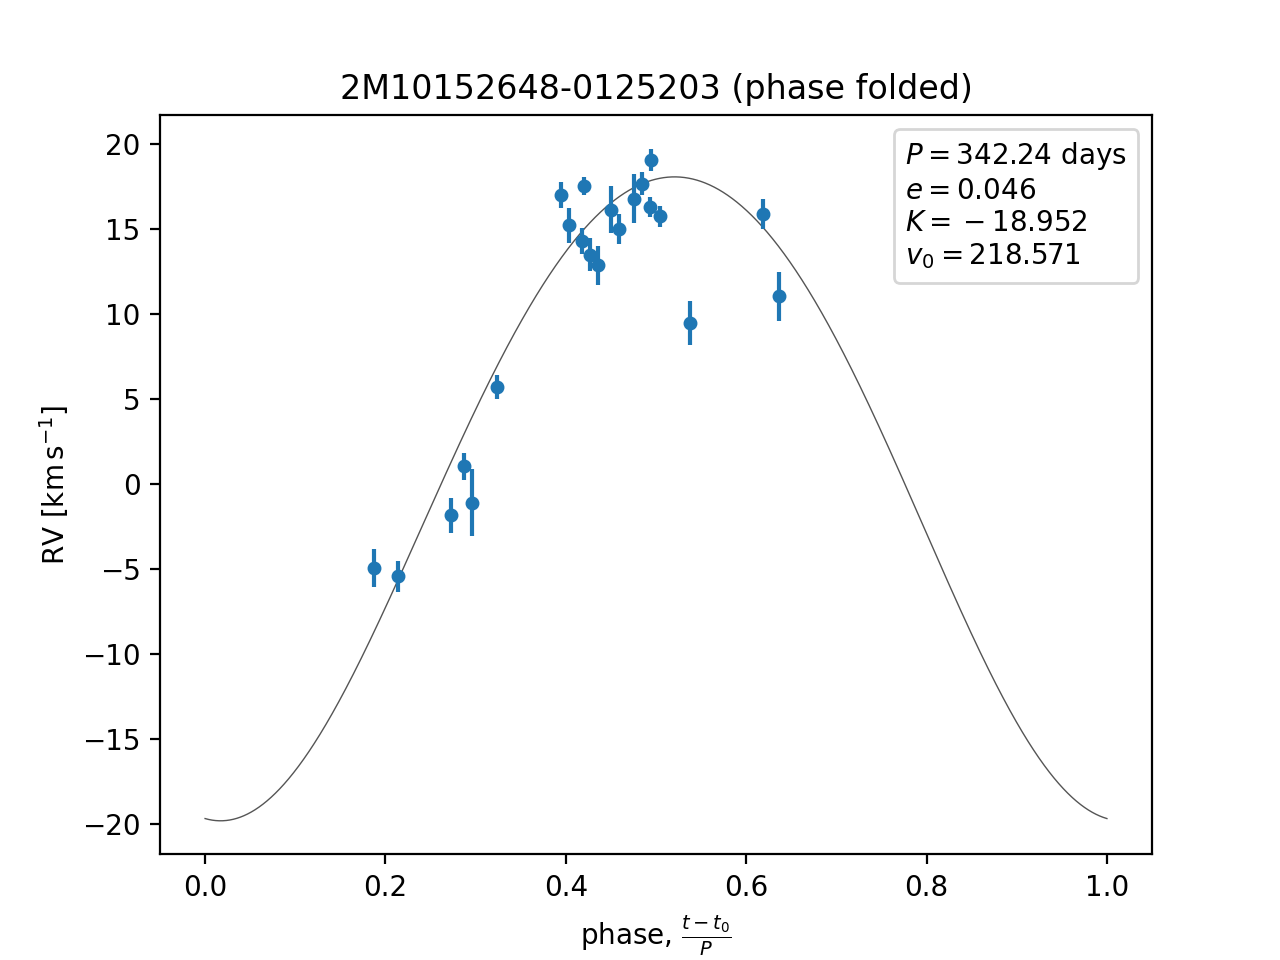 2M10152648-0125203 (phase folded)
P = 342.24 days
e = 0.046
K = −18.952
v₀ = 218.571
20
15
10
5
0
−5
−10
−15
−20
RV [km s⁻¹]
0.0 0.2 0.4 0.6 0.8 1.0
phase, (t − t₀)/P